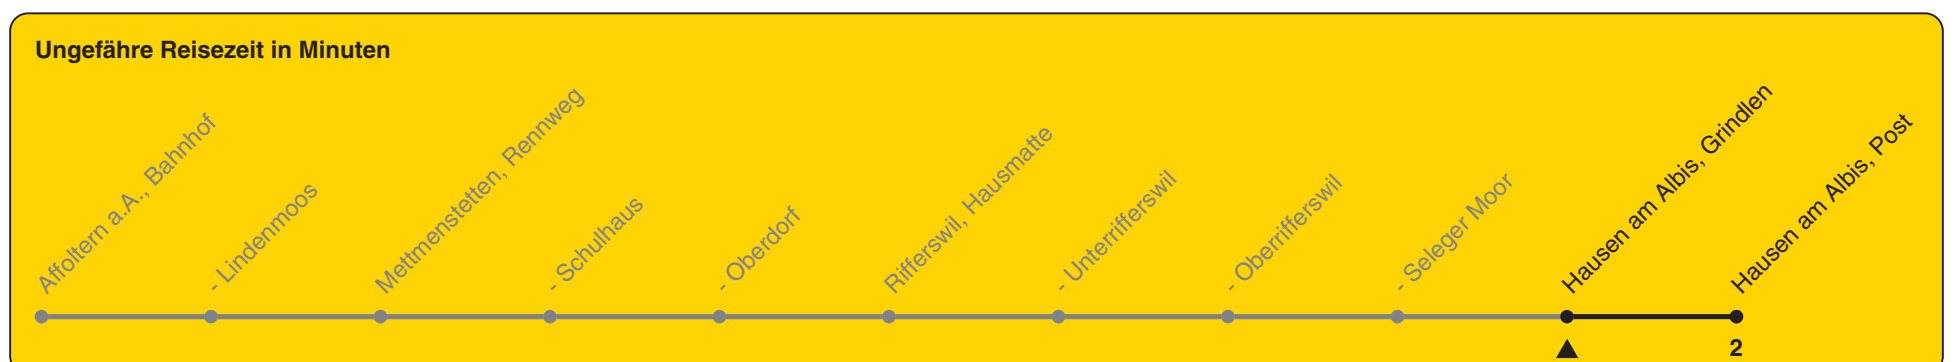 Ungefähre Reisezeit in Minuten
Affoltern a.A., Bahnhof
- Lindenmoos
Mettmenstetten, Rennweg
- Schulhaus
- Oberdorf
Rifferswil, Hausmatte
- Unterrifferswil
- Oberrifferswil
- Seleger Moor
Hausen am Albis, Grindlen
Hausen am Albis, Post
2